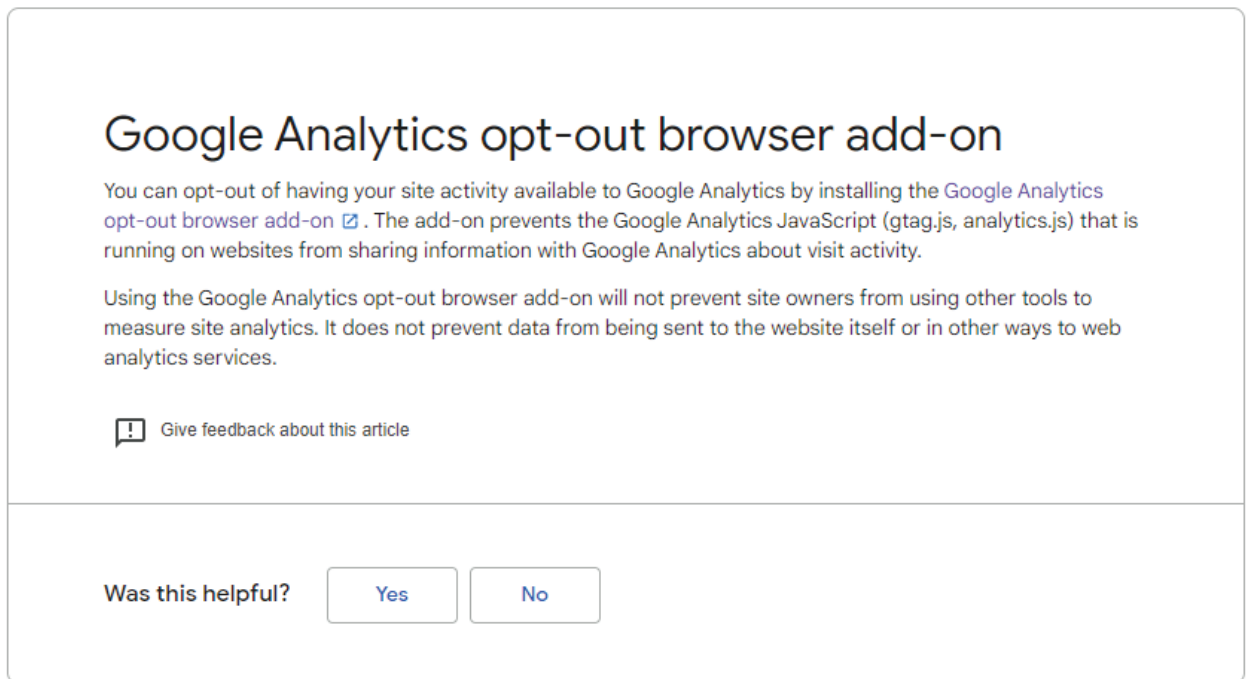 Google Analytics opt-out browser add-on
You can opt-out of having your site activity available to Google Analytics by installing the Google Analytics
opt-out browser add-on . The add-on prevents the Google Analytics JavaScript (gtag.js, analytics.js) that is
running on websites from sharing information with Google Analytics about visit activity.
Using the Google Analytics opt-out browser add-on will not prevent site owners from using other tools to
measure site analytics. It does not prevent data from being sent to the website itself or in other ways to web
analytics services.
Give feedback about this article
Was this helpful? Yes No